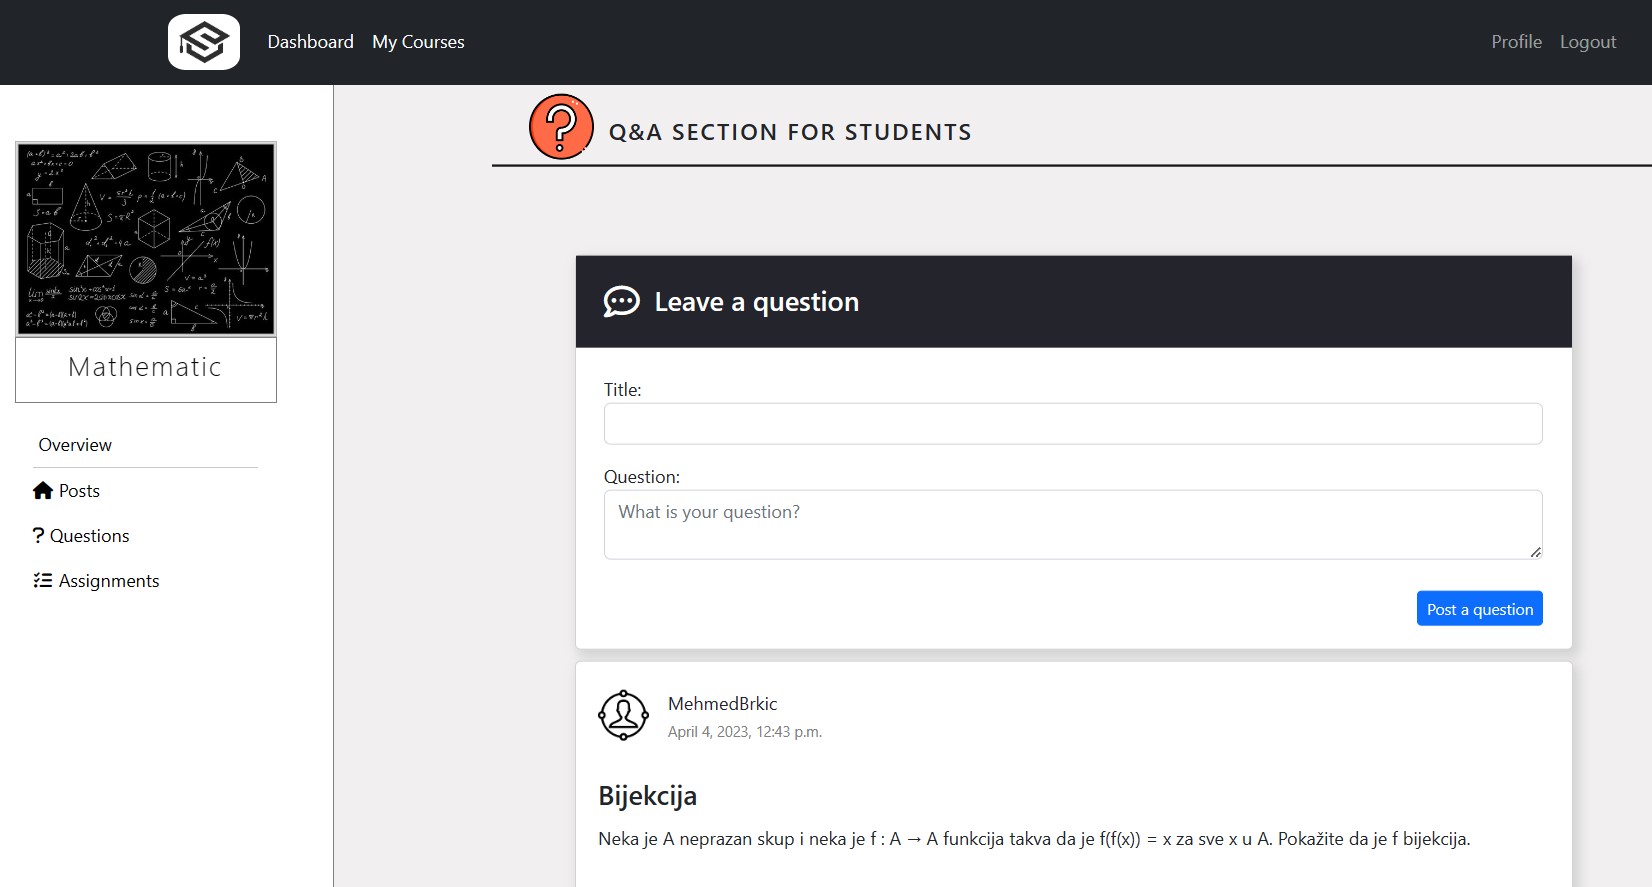 Dashboard My Courses
Profile Logout
Mathematic
Overview
Posts
? Questions
Assignments
Q&A SECTION FOR STUDENTS
Leave a question
Title:
Question:
What is your question?
Post a question
MehmedBrkic
April 4, 2023, 12:43 p.m.
Bijekcija
Neka je A neprazan skup i neka je f : A → A funkcija takva da je f(f(x)) = x za sve x u A. Pokažite da je f bijekcija.